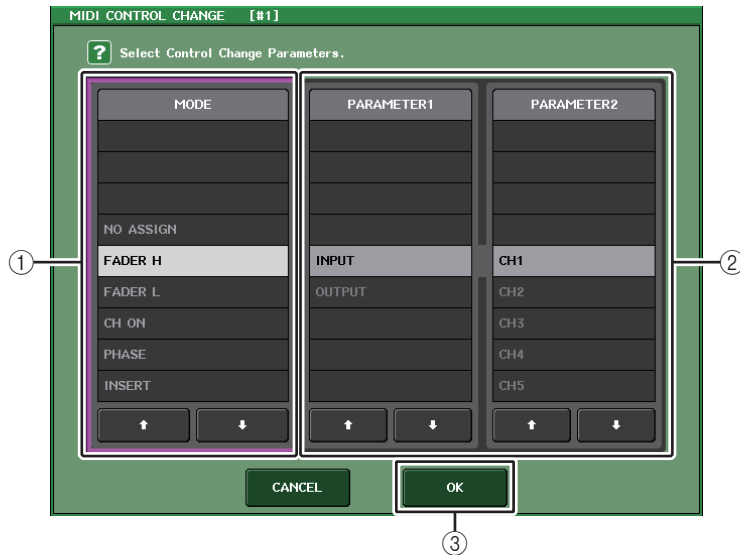 MIDI CONTROL CHANGE [#1]
? Select Control Change Parameters.
MODE
NO ASSIGN
FADER H
FADER L
CH ON
PHASE
INSERT
PARAMETER1
INPUT
OUTPUT
PARAMETER2
CH1
CH2
CH3
CH4
CH5
CANCEL
OK
1
2
3